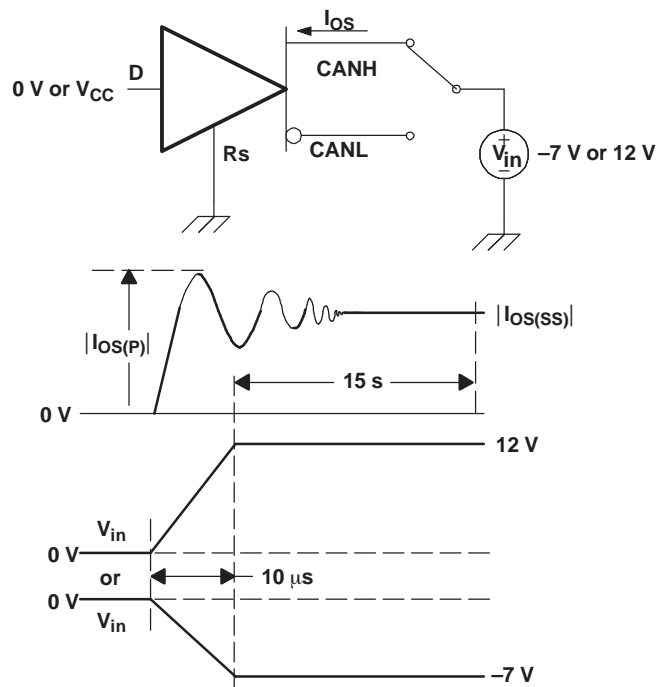 I_OS
D
0 V or V_CC
CANH
Rs
CANL
+
V_in
–
–7 V or 12 V
|I_OS(P)|
|I_OS(SS)|
15 s
0 V
12 V
V_in
0 V
or
10 μs
0 V
V_in
–7 V